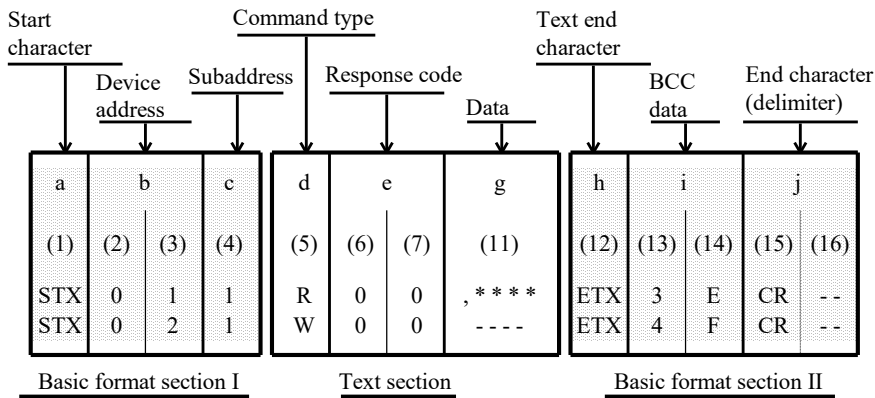 Start
character
Command type
Text end
character
Device
address
Subaddress
Response code
Data
BCC
data
End character
(delimiter)
a b c d e g h i j
(1) (2) (3) (4) (5) (6) (7) (11) (12) (13) (14) (15) (16)
STX 0 1 1 R 0 0 , * * * * ETX 3 E CR - -
STX 0 2 1 W 0 0 - - - - ETX 4 F CR - -
Basic format section I Text section Basic format section II